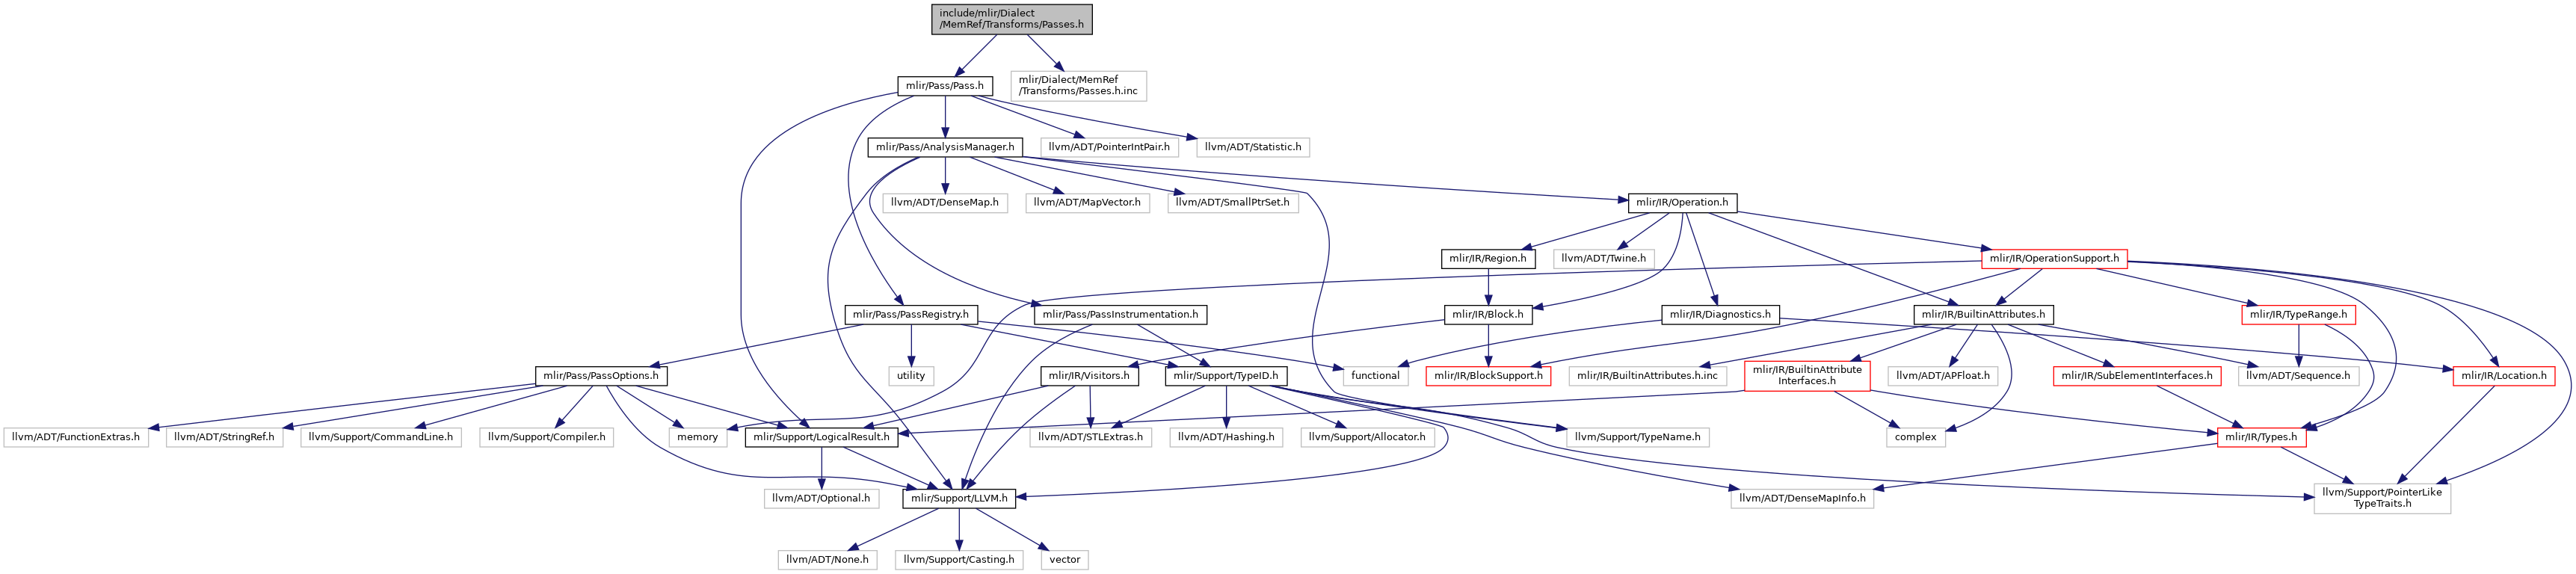 include/mlir/Dialect
/MemRef/Transforms/Passes.h
mlir/Pass/Pass.h
mlir/Dialect/MemRef
/Transforms/Passes.h.inc
mlir/Pass/AnalysisManager.h
llvm/ADT/PointerIntPair.h
llvm/ADT/Statistic.h
llvm/ADT/DenseMap.h
llvm/ADT/MapVector.h
llvm/ADT/SmallPtrSet.h
mlir/IR/Operation.h
mlir/IR/Region.h
llvm/ADT/Twine.h
mlir/IR/OperationSupport.h
mlir/Pass/PassRegistry.h
mlir/Pass/PassInstrumentation.h
mlir/IR/Block.h
mlir/IR/Diagnostics.h
mlir/IR/BuiltinAttributes.h
mlir/IR/TypeRange.h
mlir/Pass/PassOptions.h
utility
mlir/IR/Visitors.h
mlir/Support/TypeID.h
functional
mlir/IR/BlockSupport.h
mlir/IR/BuiltinAttributes.h.inc
mlir/IR/BuiltinAttribute
Interfaces.h
llvm/ADT/APFloat.h
mlir/IR/SubElementInterfaces.h
llvm/ADT/Sequence.h
mlir/IR/Location.h
llvm/ADT/FunctionExtras.h
llvm/ADT/StringRef.h
llvm/Support/CommandLine.h
llvm/Support/Compiler.h
memory
mlir/Support/LogicalResult.h
llvm/ADT/STLExtras.h
llvm/ADT/Hashing.h
llvm/Support/Allocator.h
llvm/Support/TypeName.h
complex
mlir/IR/Types.h
llvm/ADT/Optional.h
mlir/Support/LLVM.h
llvm/ADT/DenseMapInfo.h
llvm/Support/PointerLike
TypeTraits.h
llvm/ADT/None.h
llvm/Support/Casting.h
vector